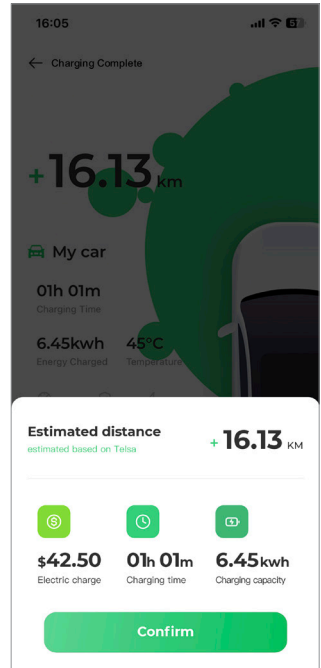 16:05
Charging Complete
+16.13 km
My car
01h 01m
Charging Time
6.45kwh 45°C
Energy Charged Temperature
Estimated distance
estimated based on Telsa
+ 16.13 KM
$42.50 01h 01m 6.45kwh
Electric charge Charging time Charging capacity
Confirm